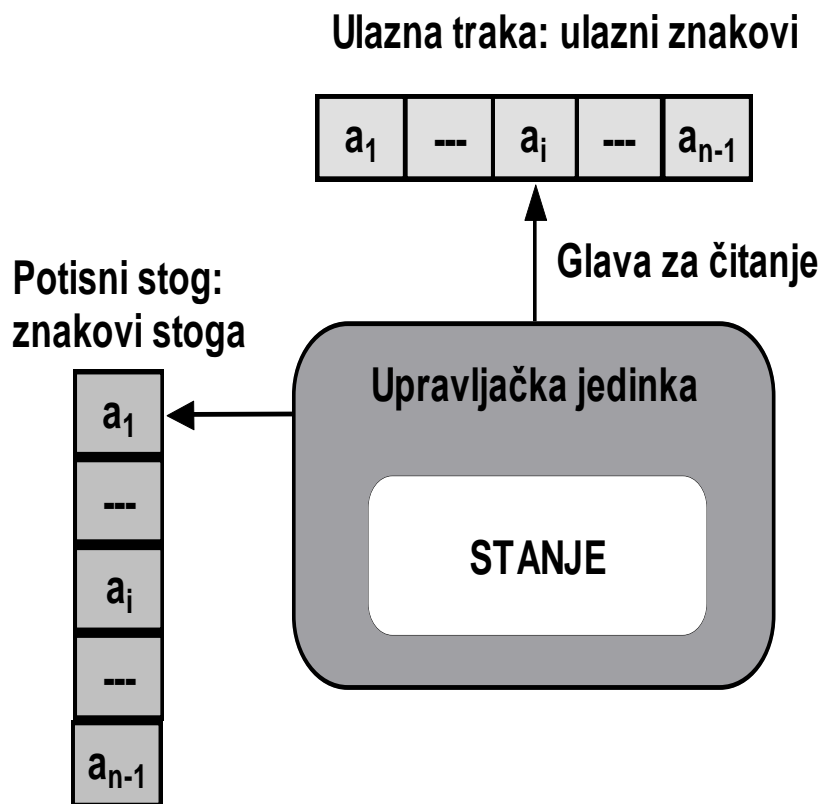 Ulazna traka: ulazni znakovi
a₁ --- aᵢ --- aₙ₋₁
Glava za čitanje
Potisni stog:
znakovi stoga
Upravljačka jedinka
a₁
---
STANJE
aᵢ
---
aₙ₋₁